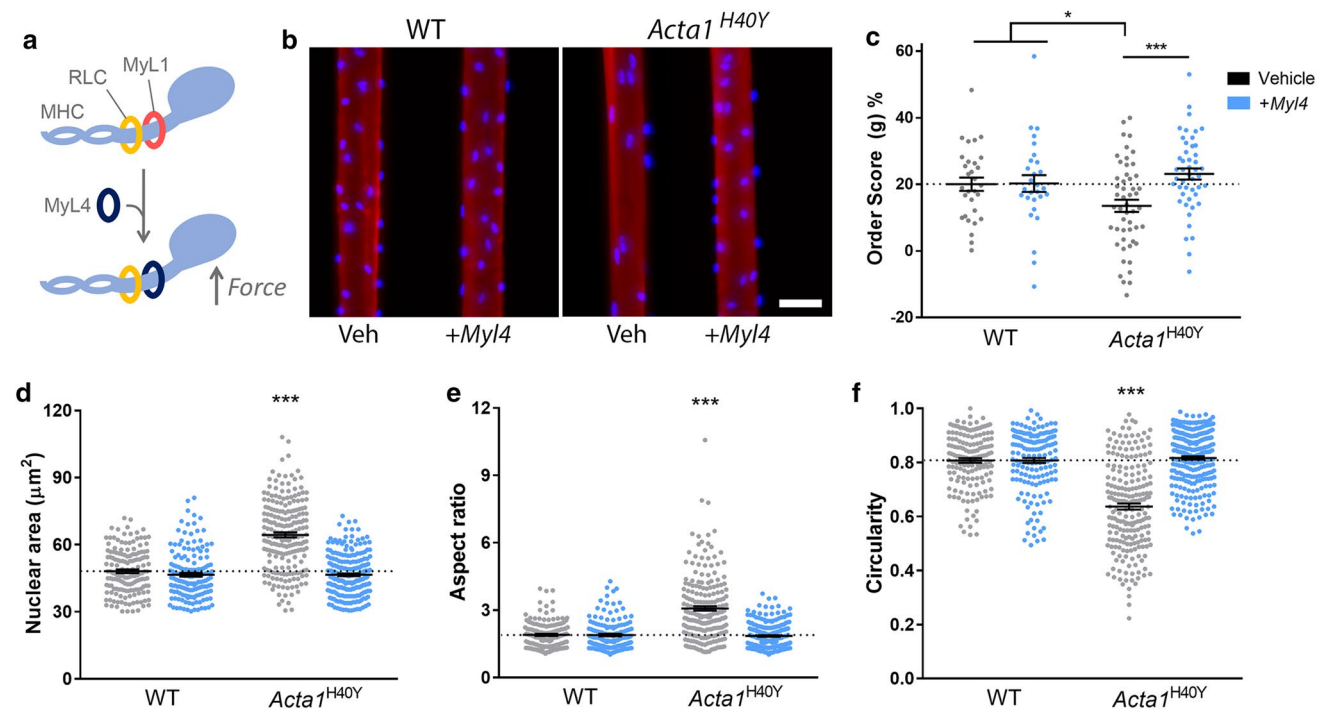 a
MyL1
RLC
MHC
MyL4
Force
b
WT
Acta1 H40Y
Veh
+Myl4
Veh
+Myl4
c
*
***
Order Score (g) %
60
40
20
0
-20
WT
Acta1H40Y
Vehicle
+Myl4
d
***
Nuclear area (μm2)
120
90
60
30
0
WT
Acta1H40Y
e
***
Aspect ratio
12
9
6
3
0
WT
Acta1H40Y
f
***
Circularity
1.0
0.8
0.6
0.4
0.2
0.0
WT
Acta1H40Y